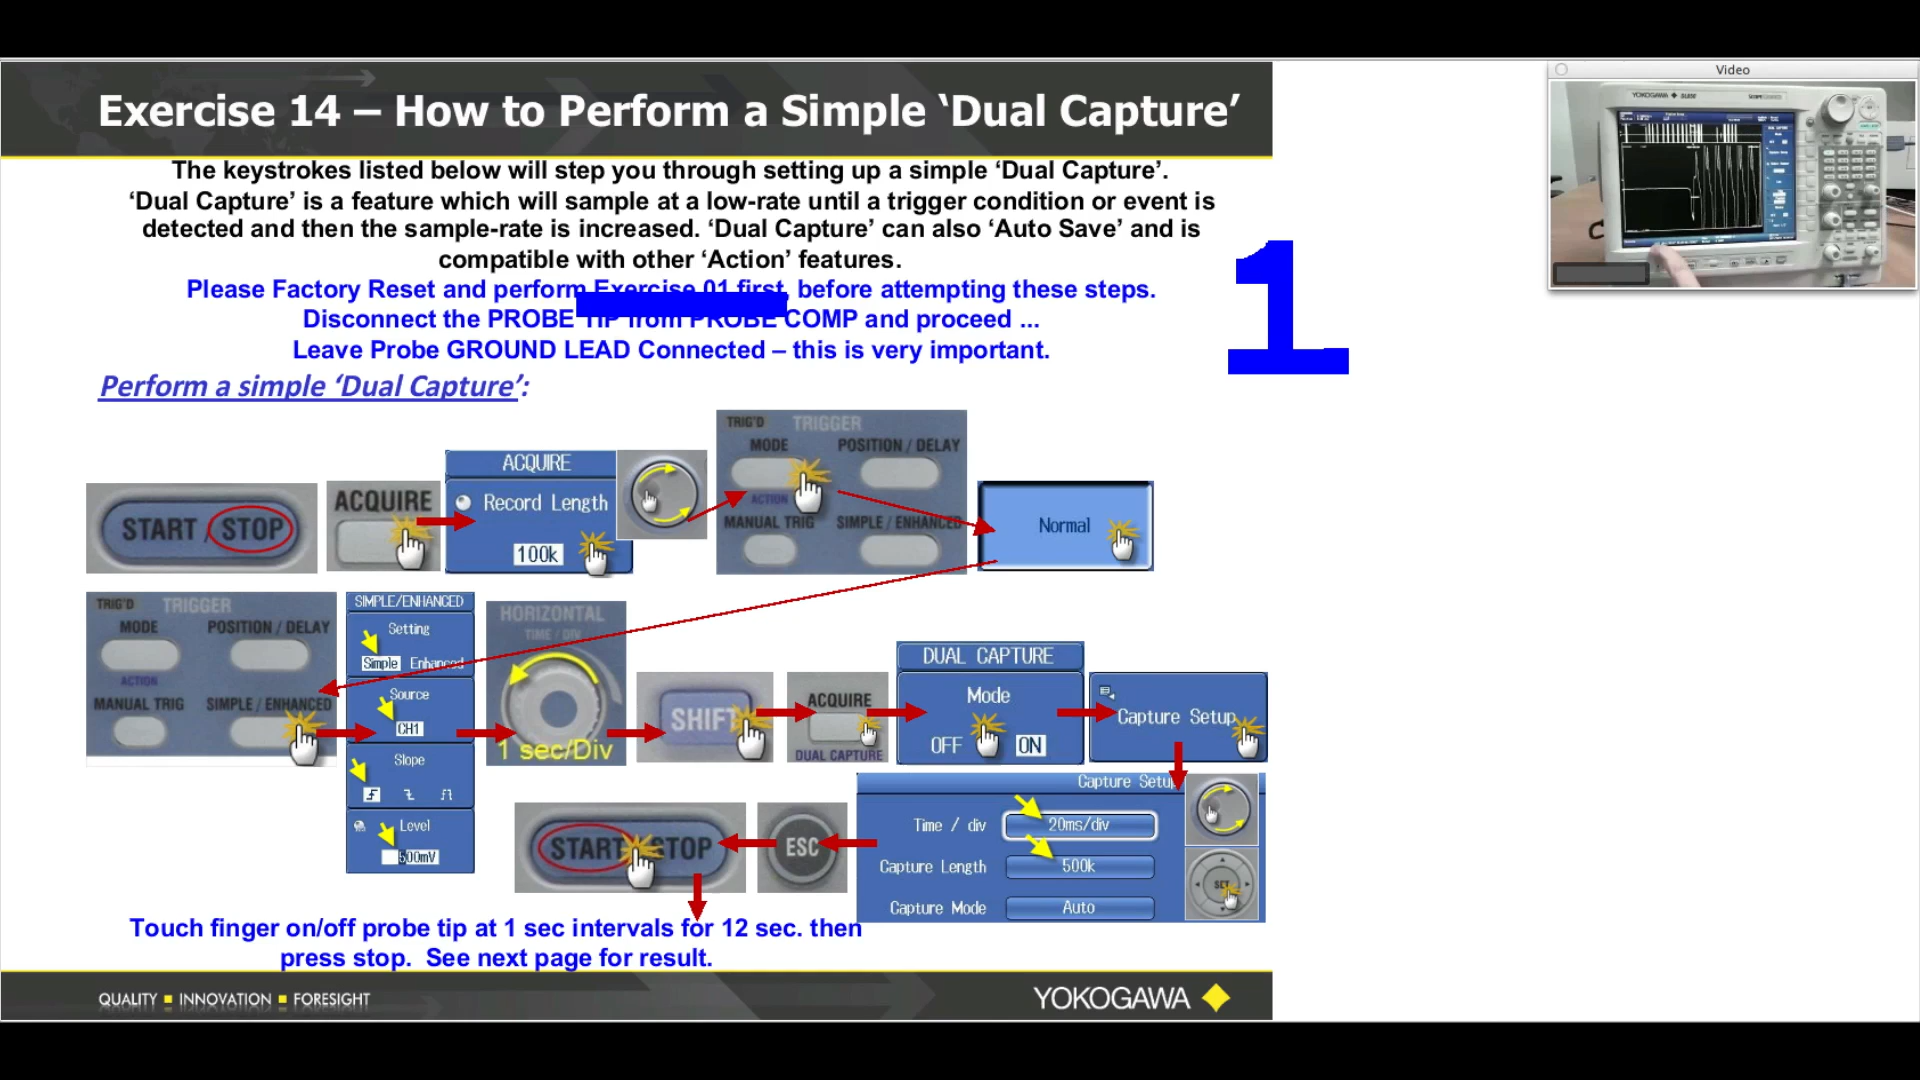 Exercise 14 – How to Perform a Simple ‘Dual Capture’
The keystrokes listed below will step you through setting up a simple ‘Dual Capture’.
‘Dual Capture’ is a feature which will sample at a low-rate until a trigger condition or event is
detected and then the sample-rate is increased. ‘Dual Capture’ can also ‘Auto Save’ and is
compatible with other ‘Action’ features.
Please Factory Reset and perform Exercise 01 first, before attempting these steps.
Disconnect the PROBE TIP from PROBE COMP and proceed ...
Leave Probe GROUND LEAD Connected – this is very important.
1
Video
YOKOGAWA
Perform a simple ‘Dual Capture’:
START / STOP
ACQUIRE
ACQUIRE
Record Length
100k
TRIG'D TRIGGER
MODE POSITION / DELAY
ACTION
MANUAL TRIG SIMPLE / ENHANCED
Normal
TRIG'D TRIGGER
MODE POSITION / DELAY
ACTION
MANUAL TRIG SIMPLE / ENHANCED
SIMPLE/ENHANCED
Setting
Simple Enhanced
Source
CH1
Slope
Level
500mV
HORIZONTAL
TIME / DIV
1 sec/Div
SHIFT
ACQUIRE
DUAL CAPTURE
DUAL CAPTURE
Mode
OFF ON
Capture Setup
Capture Setup
Time / div 20ms/div
Capture Length 500k
Capture Mode Auto
SET
ESC
START STOP
Touch finger on/off probe tip at 1 sec intervals for 12 sec. then
press stop. See next page for result.
QUALITY INNOVATION FORESIGHT
YOKOGAWA